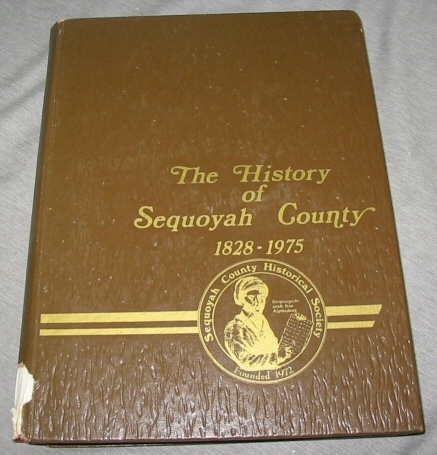 The History
of
Sequoyah County
1828-1975
Sequoyah County Historical Society
Sequoyah
and his
Alphabet
Founded 1972